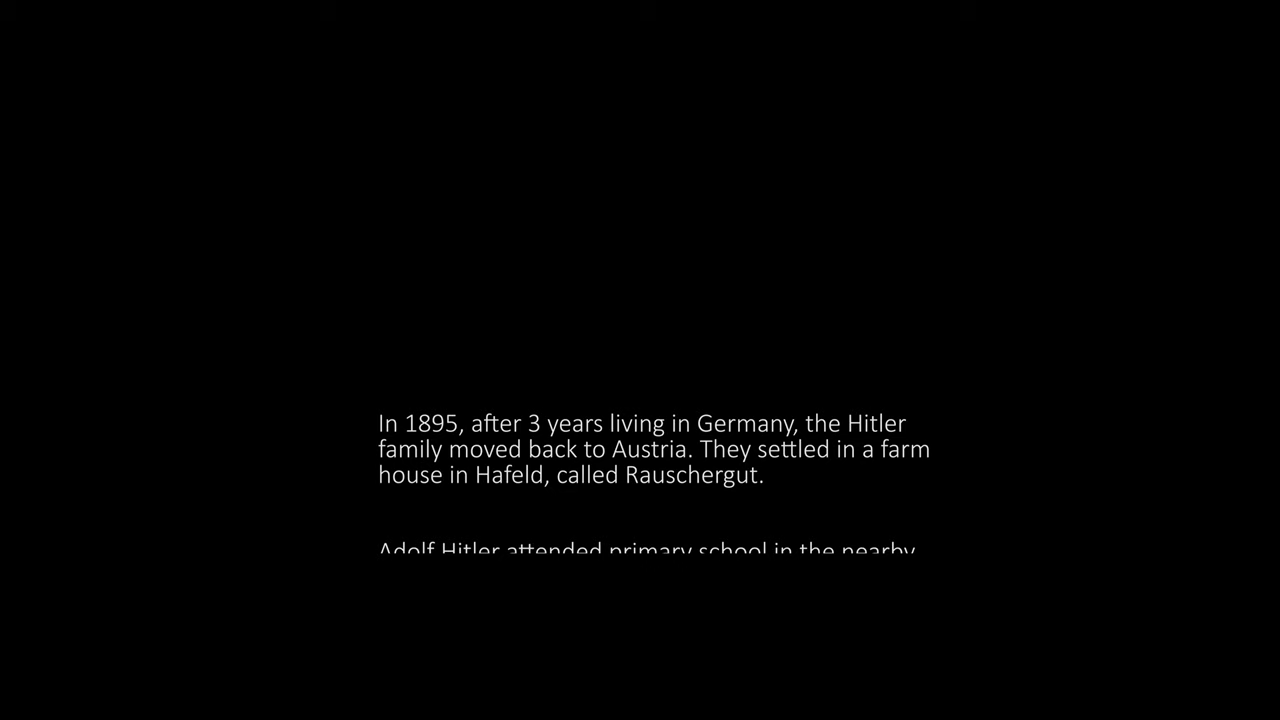 In 1895, after 3 years living in Germany, the Hitler
family moved back to Austria. They settled in a farm
house in Hafeld, called Rauschergut.
Adolf Hitler attended primary school in the nearby